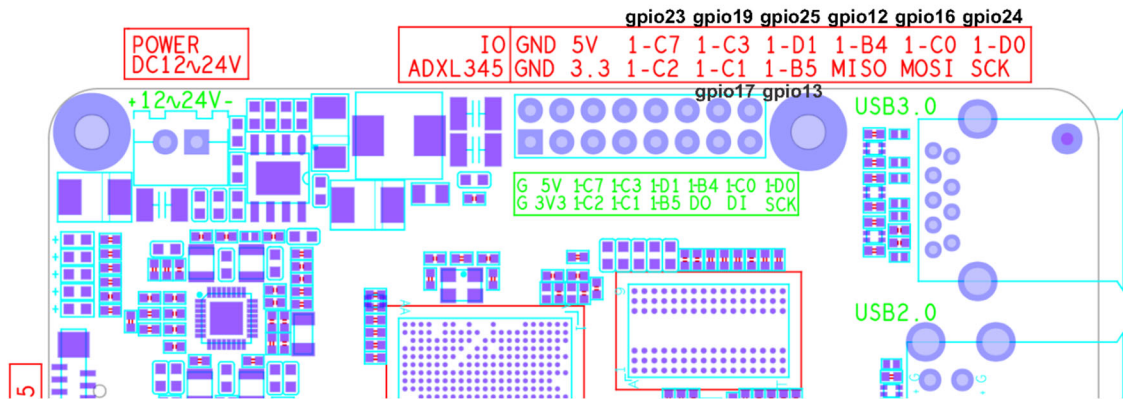 gpio23 gpio19 gpio25 gpio12 gpio16 gpio24
POWER
DC12~24V
IO GND 5V 1-C7 1-C3 1-D1 1-B4 1-C0 1-D0
ADXL345 GND 3.3 1-C2 1-C1 1-B5 MISO MOSI SCK
gpio17 gpio13
+12~24V-
USB3.0
G 5V 1-C7 1-C3 1-D1 1-B4 1-C0 1-D0
G 3V3 1-C2 1-C1 1-B5 DO DI SCK
USB2.0
5